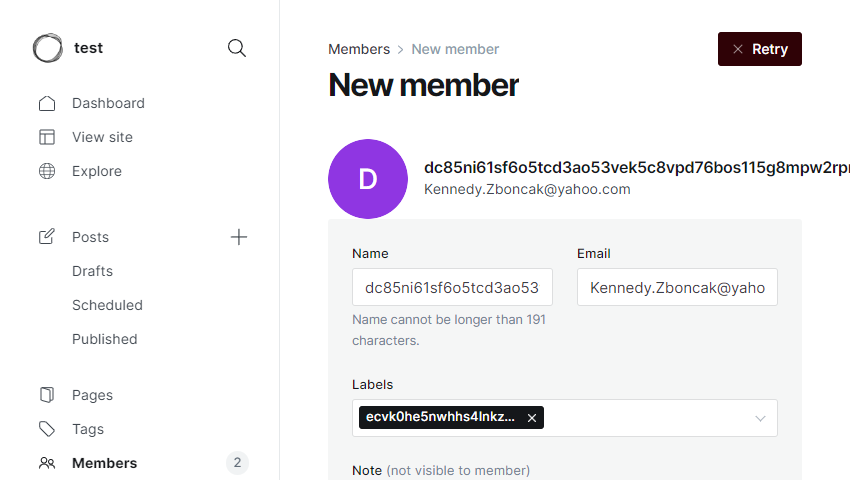 test
Dashboard
View site
Explore
Posts
Drafts
Scheduled
Published
Pages
Tags
Members 2
Members > New member
Retry
New member
D
dc85ni61sf6o5tcd3ao53vek5c8vpd76bos115g8mpw2rpr
Kennedy.Zboncak@yahoo.com
Name
dc85ni61sf6o5tcd3ao53
Name cannot be longer than 191
characters.
Email
Kennedy.Zboncak@yaho
Labels
ecvk0he5nwhhs4lnkz...
Note (not visible to member)